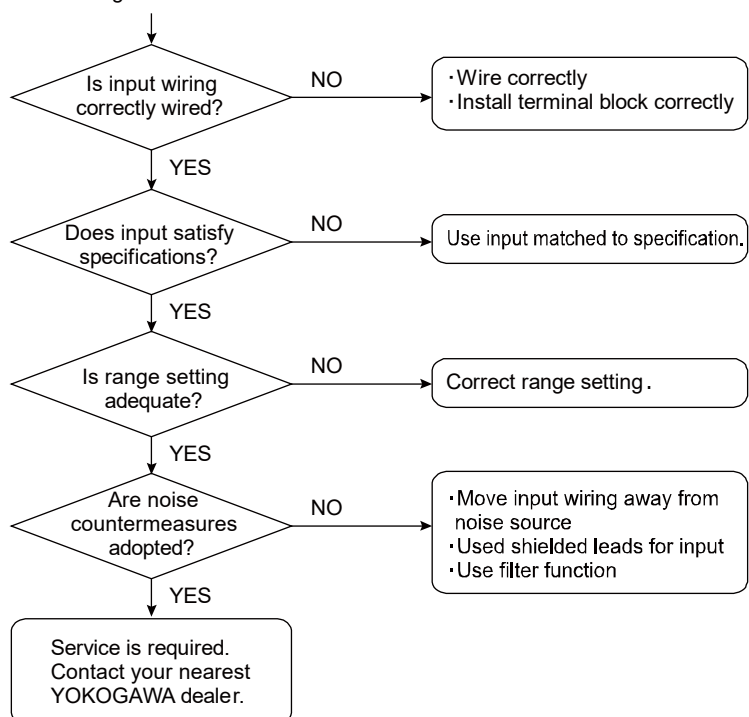 Is input wiring
correctly wired?
NO
·Wire correctly
·Install terminal block correctly
YES
Does input satisfy
specifications?
NO
Use input matched to specification.
YES
Is range setting
adequate?
NO
Correct range setting.
YES
Are noise
countermeasures
adopted?
NO
·Move input wiring away from
noise source
·Used shielded leads for input
·Use filter function
YES
Service is required.
Contact your nearest
YOKOGAWA dealer.